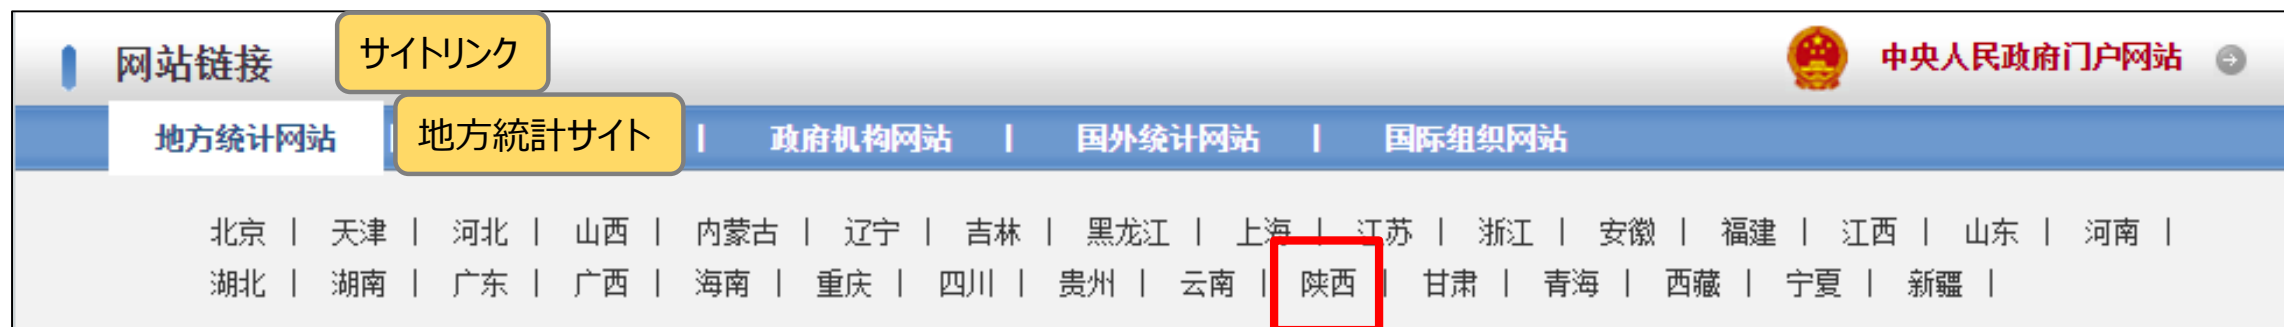 网站链接 サイトリンク 中央人民政府门户网站
地方统计网站 | 地方統計サイト | 政府机构网站 | 国外统计网站 | 国际组织网站
北京 | 天津 | 河北 | 山西 | 内蒙古 | 辽宁 | 吉林 | 黑龙江 | 上海 | 江苏 | 浙江 | 安徽 | 福建 | 江西 | 山东 | 河南 |
湖北 | 湖南 | 广东 | 广西 | 海南 | 重庆 | 四川 | 贵州 | 云南 | 陕西 | 甘肃 | 青海 | 西藏 | 宁夏 | 新疆 |